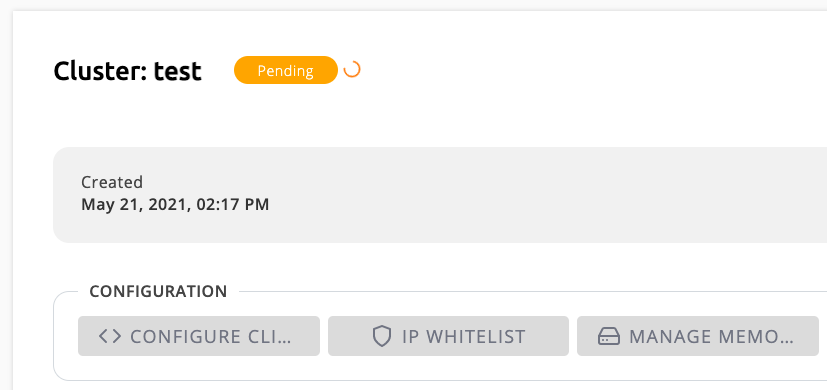 Cluster: test
Pending
Created
May 21, 2021, 02:17 PM
CONFIGURATION
CONFIGURE CLI...
IP WHITELIST
MANAGE MEMO...